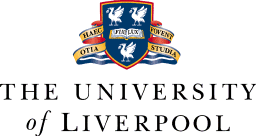 HAEC OTIA FIAT LUX FOVENT STUDIA
THE UNIVERSITY
of LIVERPOOL